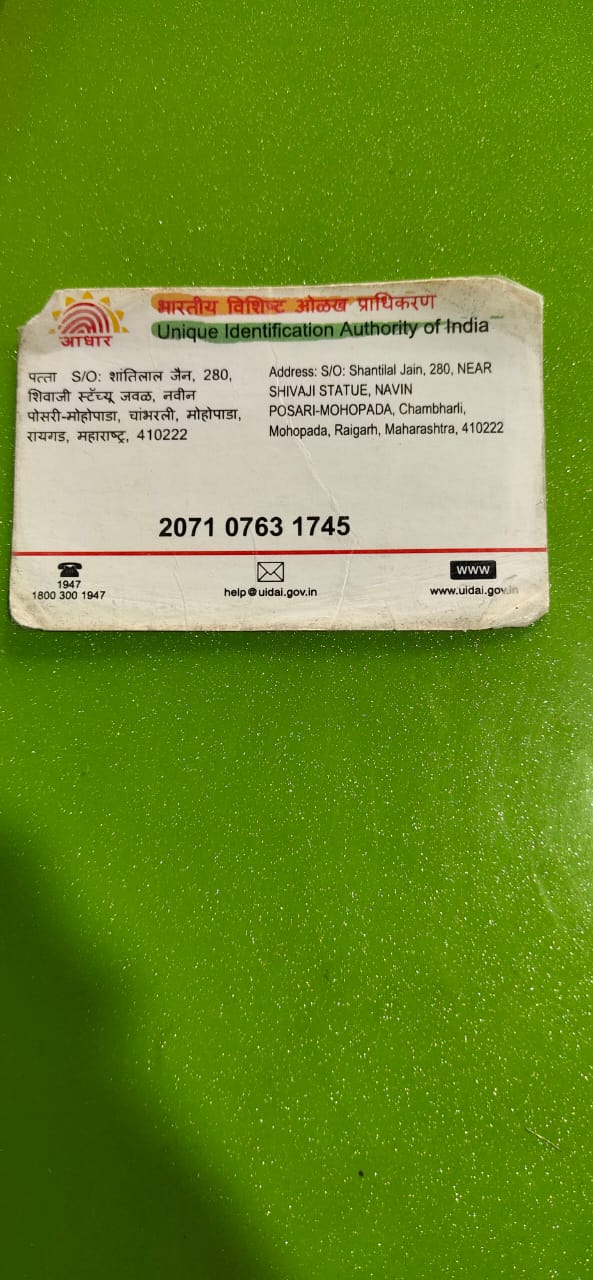 भारतीय विशिष्ट ओळख प्राधिकरण
Unique Identification Authority of India
आधार
पत्ता S/O: शांतिलाल जैन, 280,
शिवाजी स्टॅच्यू जवळ, नवीन
पोसरी-मोहोपाडा, चांभरली, मोहोपाडा,
रायगड, महाराष्ट्र, 410222
Address: S/O: Shantilal Jain, 280, NEAR
SHIVAJI STATUE, NAVIN
POSARI-MOHOPADA, Chambharli,
Mohopada, Raigarh, Maharashtra, 410222
2071 0763 1745
1947
1800 300 1947
help@uidai.gov.in
www
www.uidai.gov.in